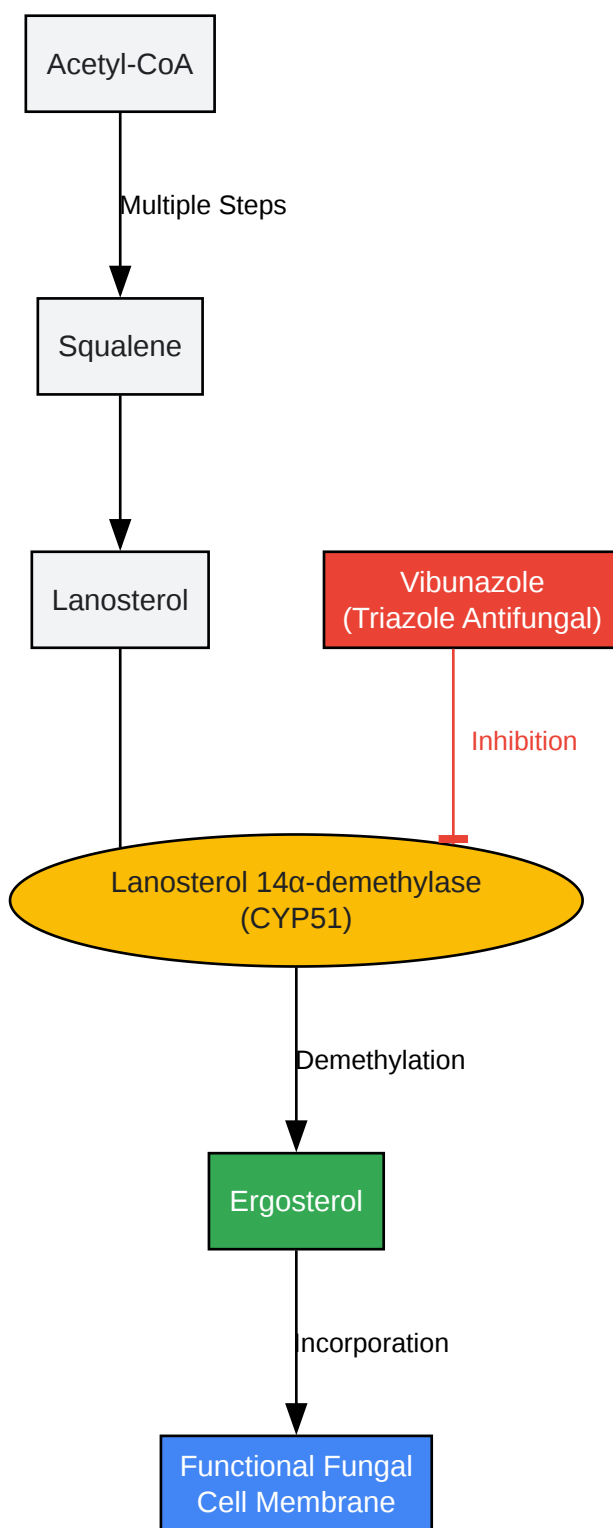 Acetyl-CoA
Multiple Steps
Squalene
Lanosterol
Vibunazole
(Triazole Antifungal)
Inhibition
Lanosterol 14α-demethylase
(CYP51)
Demethylation
Ergosterol
Incorporation
Functional Fungal
Cell Membrane